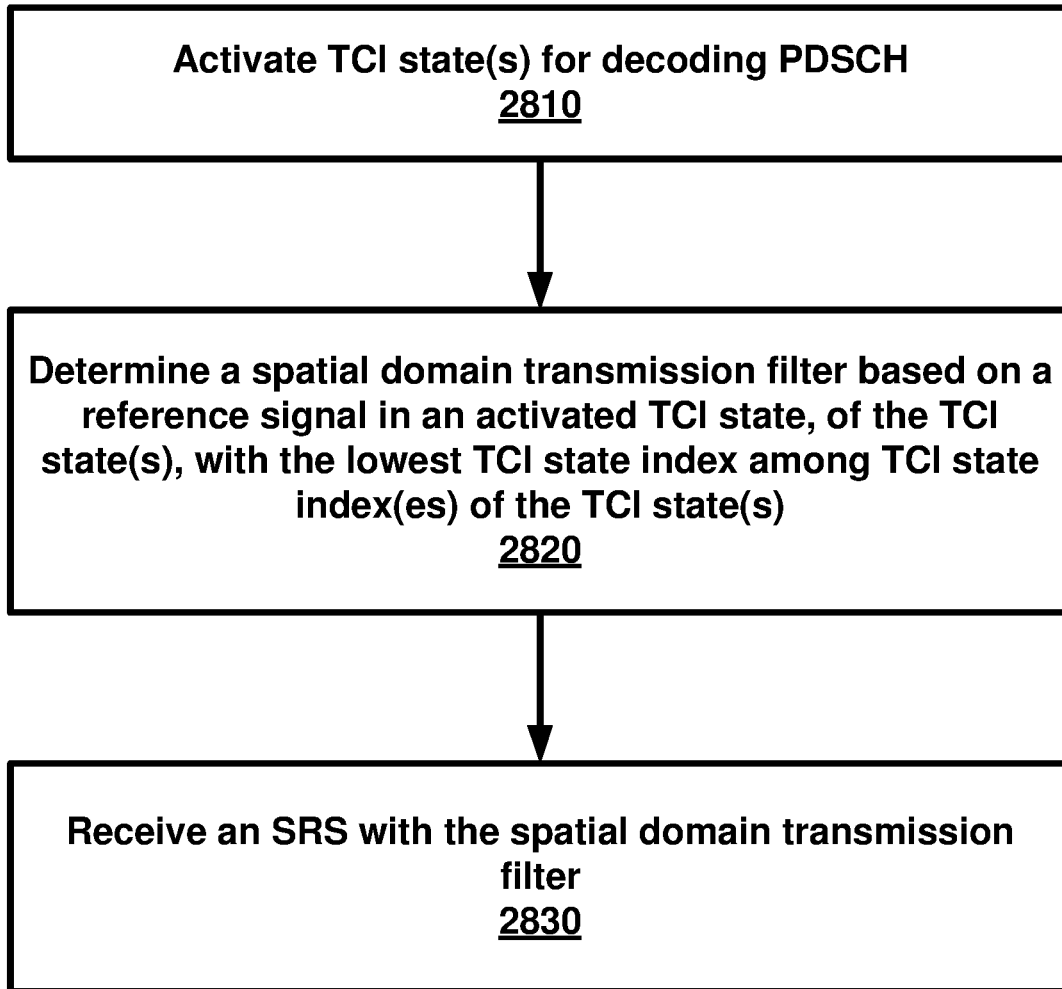 Activate TCI state(s) for decoding PDSCH
2810
Determine a spatial domain transmission filter based on a
reference signal in an activated TCI state, of the TCI
state(s), with the lowest TCI state index among TCI state
index(es) of the TCI state(s)
2820
Receive an SRS with the spatial domain transmission
filter
2830